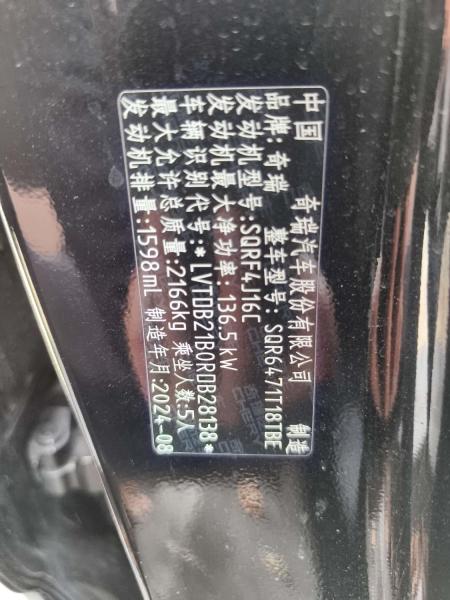 中国 奇瑞汽车股份有限公司 制造
品牌:奇瑞 整车型号:SQR6471T18TBE
发动机型号:SQRF4J16C
发动机最大净功率:136.5 kW
车辆识别代号:*LVTDB21B0RDB28138*
最大允许总质量:2166kg 乘坐人数:5人
发动机排量:1598mL 制造年月:2024-08